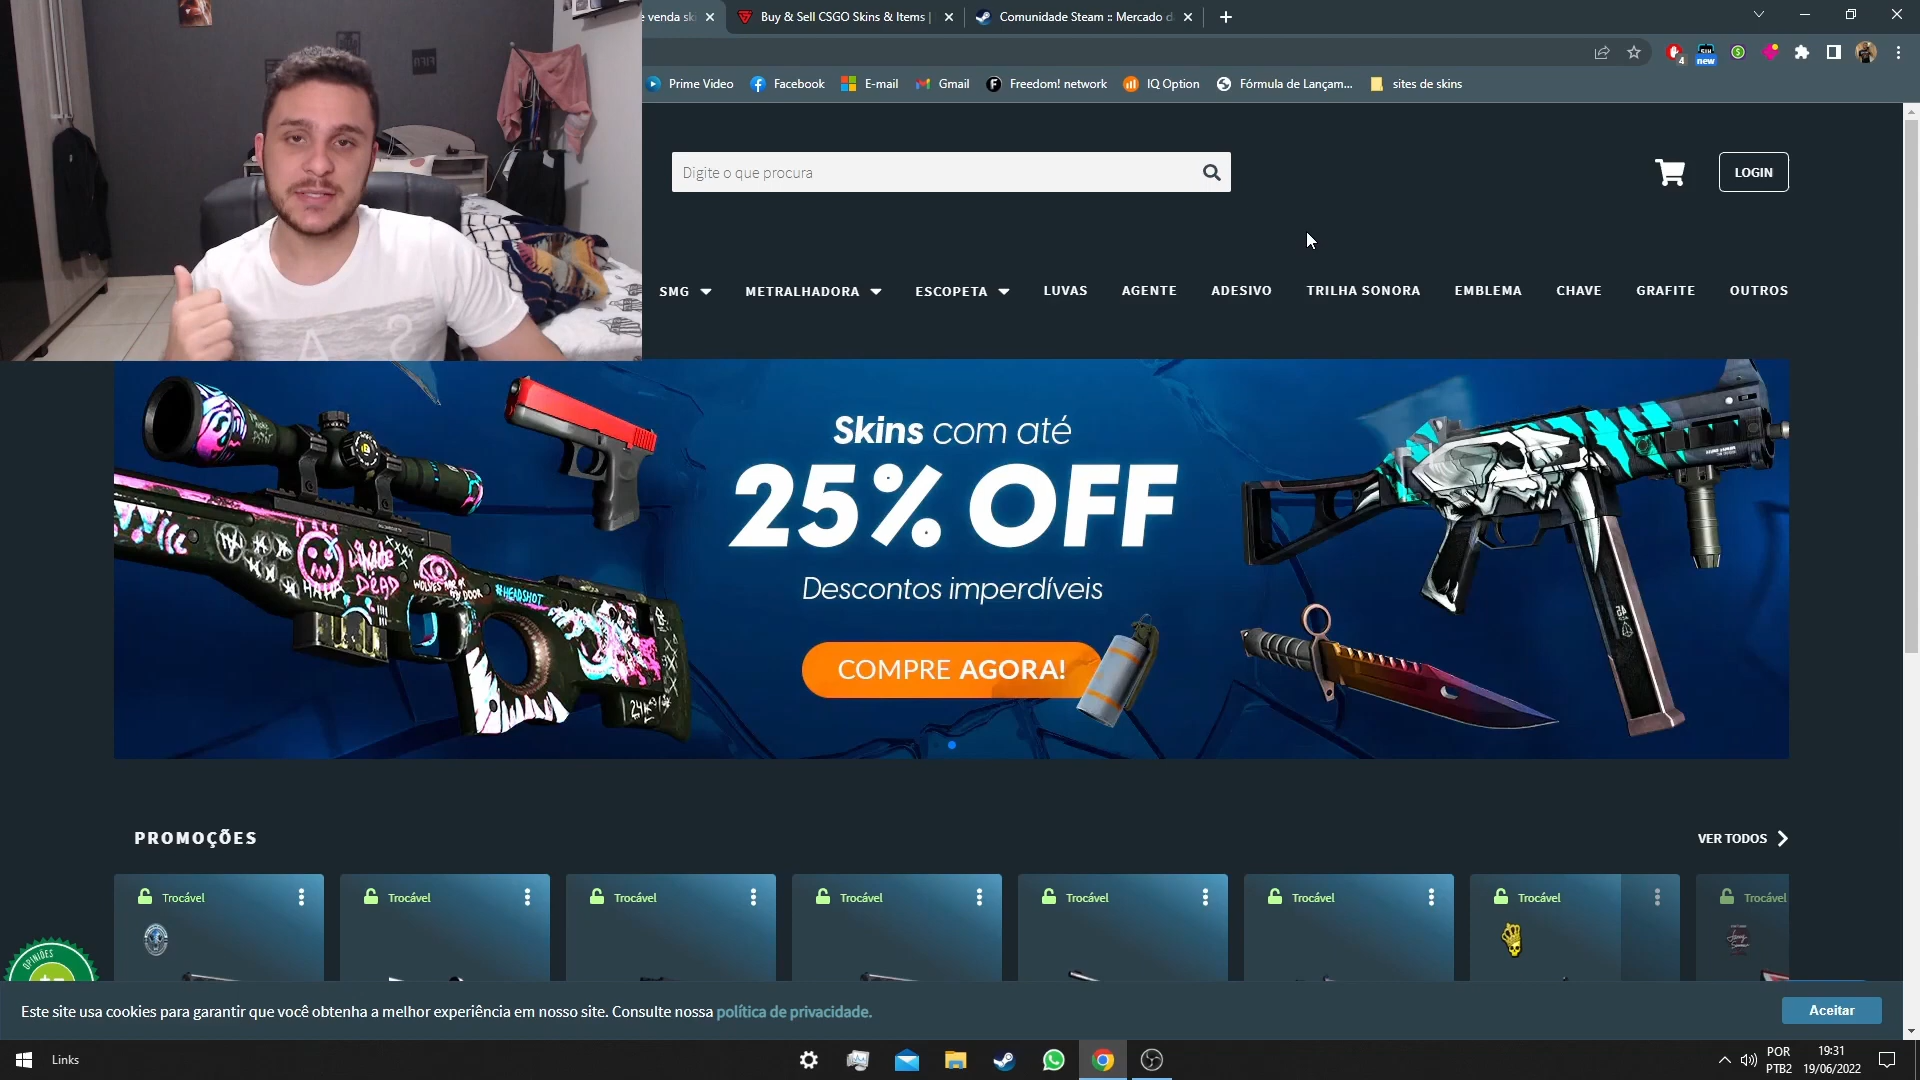 e venda sk
Buy & Sell CSGO Skins & Items |
Comunidade Steam :: Mercado d
4
new
Prime Video
Facebook
E-mail
Gmail
Freedom! network
IQ Option
Fórmula de Lançam...
sites de skins
Digite o que procura
LOGIN
SMG
METRALHADORA
ESCOPETA
LUVAS
AGENTE
ADESIVO
TRILHA SONORA
EMBLEMA
CHAVE
GRAFITE
OUTROS
Skins com até
25% OFF
Descontos imperdíveis
COMPRE AGORA!
#HEADSHOT
PROMOÇÕES
VER TODOS
Trocável
Trocável
Trocável
Trocável
Trocável
Trocável
Trocável
Trocável
OPINIÕES
Este site usa cookies para garantir que você obtenha a melhor experiência em nosso site. Consulte nossa política de privacidade.
Aceitar
Links
POR
PTB2
19:31
19/06/2022